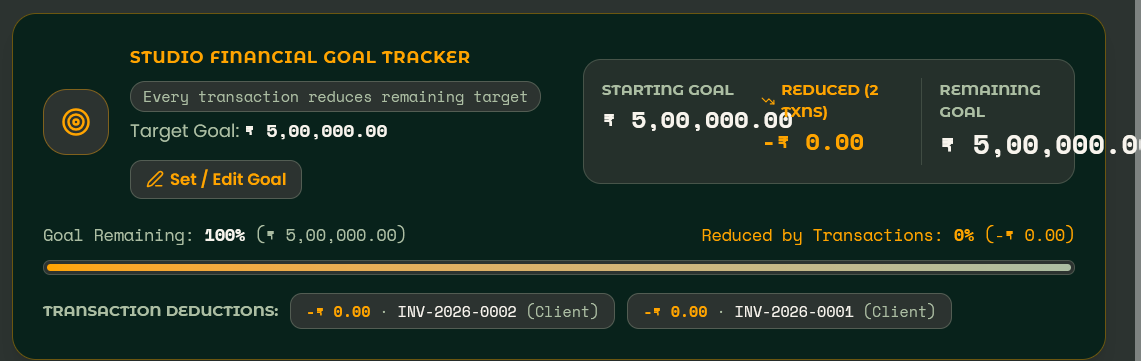 STUDIO FINANCIAL GOAL TRACKER
Every transaction reduces remaining target
Target Goal: ₹ 5,00,000.00
Set / Edit Goal
STARTING GOAL
₹ 5,00,000.00
REDUCED (2
TXNS)
-₹ 0.00
REMAINING
GOAL
₹ 5,00,000.0
Goal Remaining: 100% (₹ 5,00,000.00)
Reduced by Transactions: 0% (-₹ 0.00)
TRANSACTION DEDUCTIONS:
-₹ 0.00 · INV-2026-0002 (Client)
-₹ 0.00 · INV-2026-0001 (Client)